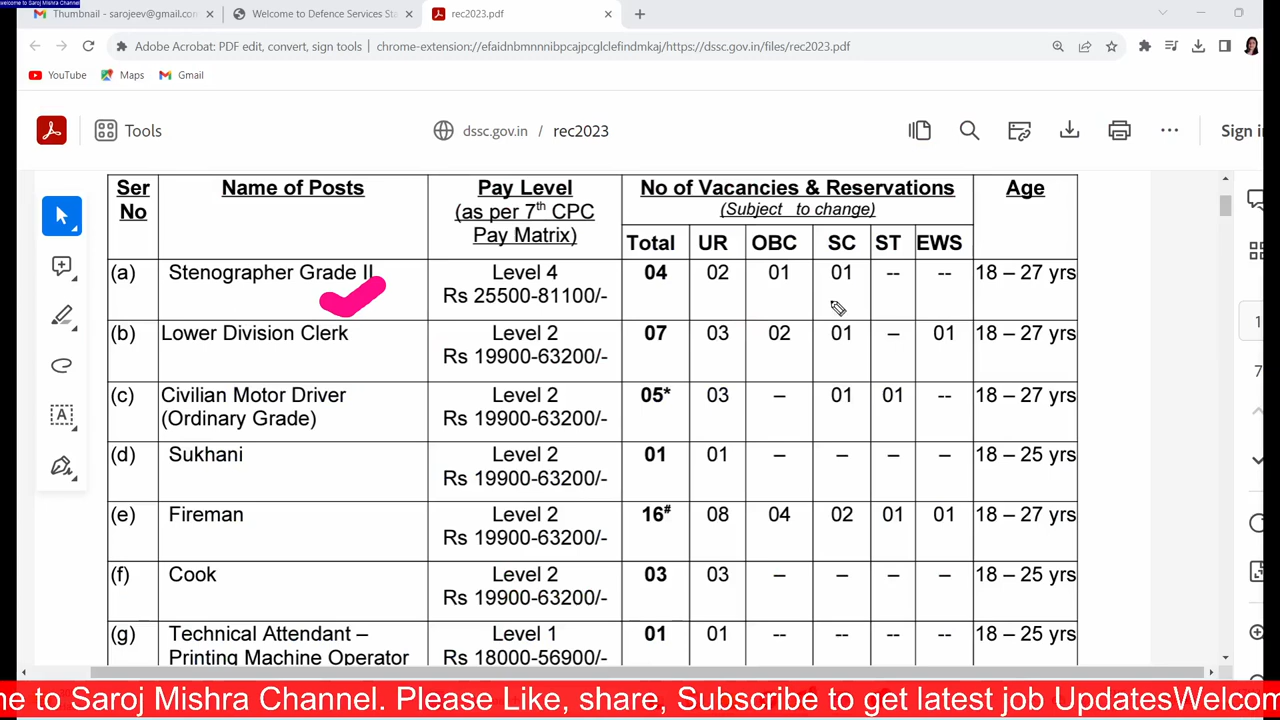 welcome to Saroj Mishra Channel
Thumbnail - sarojeev@gmail.con
Welcome to Defence Services Sta
rec2023.pdf
Adobe Acrobat: PDF edit, convert, sign tools | chrome-extension://efaidnbmnnnibpcajpcglclefindmkaj/https://dssc.gov.in/files/rec2023.pdf
YouTube Maps Gmail
Tools dssc.gov.in / rec2023 Sign in
Ser No Name of Posts Pay Level (as per 7th CPC Pay Matrix) No of Vacancies & Reservations (Subject to change) Age
Total UR OBC SC ST EWS
(a) Stenographer Grade II Level 4 04 02 01 01 -- -- 18 – 27 yrs
Rs 25500-81100/-
(b) Lower Division Clerk Level 2 07 03 02 01 – 01 18 – 27 yrs
Rs 19900-63200/-
(c) Civilian Motor Driver Level 2 05* 03 – 01 01 -- 18 – 27 yrs
(Ordinary Grade) Rs 19900-63200/-
(d) Sukhani Level 2 01 01 – – – – 18 – 25 yrs
Rs 19900-63200/-
(e) Fireman Level 2 16# 08 04 02 01 01 18 – 27 yrs
Rs 19900-63200/-
(f) Cook Level 2 03 03 – – – – 18 – 25 yrs
Rs 19900-63200/-
(g) Technical Attendant – Level 1 01 01 -- -- -- -- 18 – 25 yrs
Printing Machine Operator Rs 18000-56900/-
1
7
me to Saroj Mishra Channel. Please Like, share, Subscribe to get latest job UpdatesWelcom